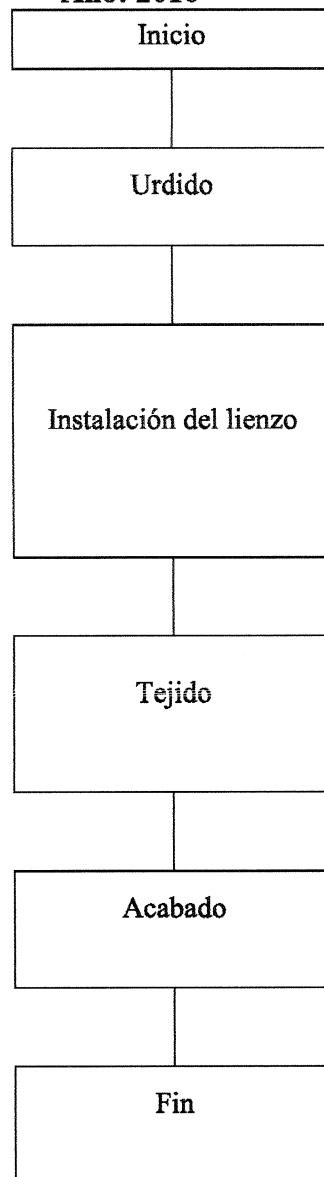 Inicio
Urdido
Instalación del lienzo
Tejido
Acabado
Fin